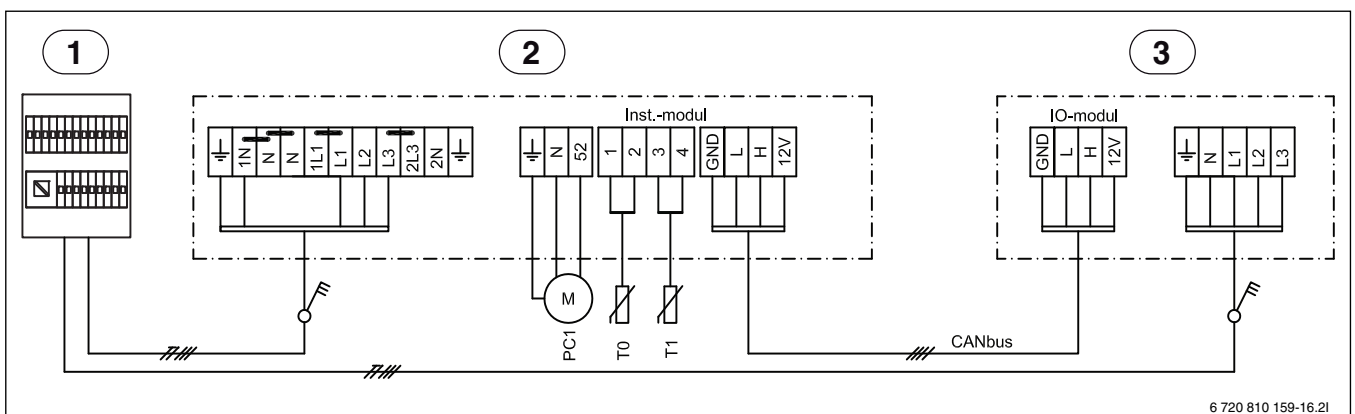 1 2 3
Inst.-modul IO-modul
1N N N 1L1 L1 L2 L3 2L3 2N
N 52 1 2 3 4 GND L H 12V
GND L H 12V
N L1 L2 L3
M
PC1 T0 T1
CANbus
6 720 810 159-16.2I